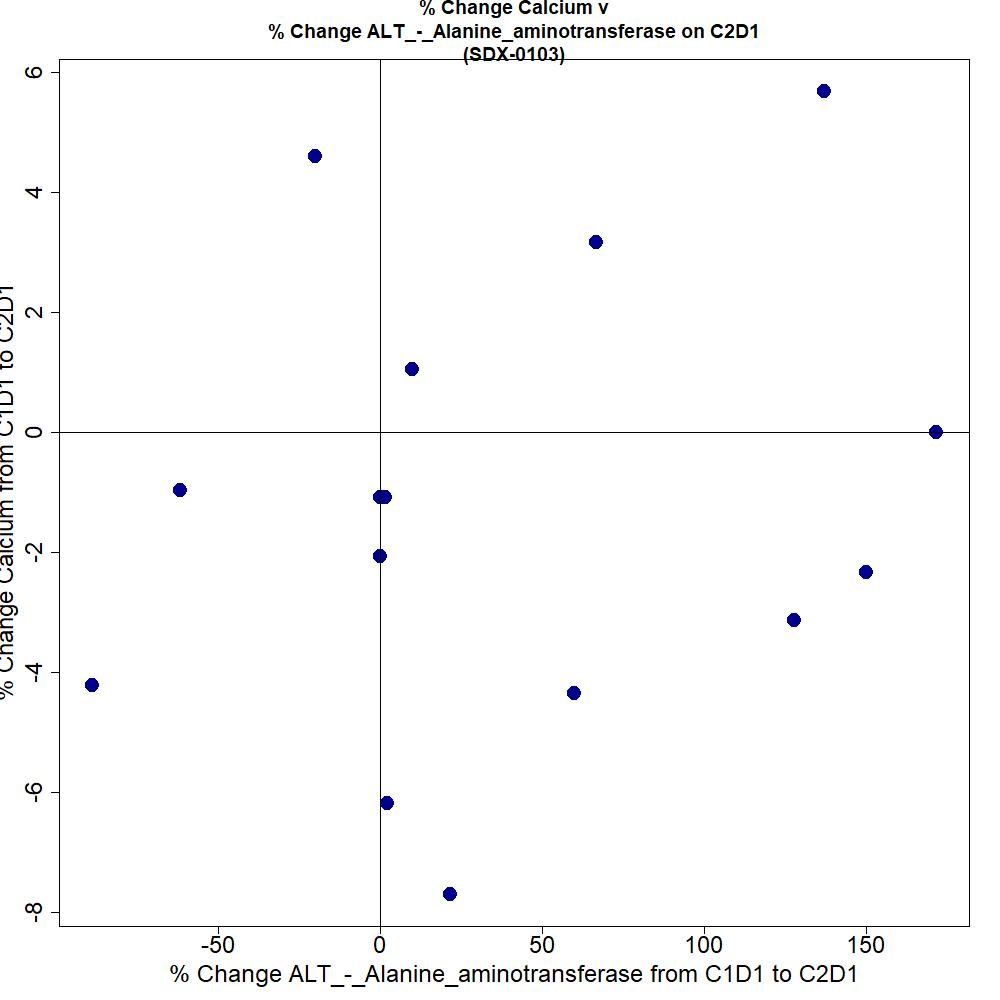 % Change Calcium v
% Change ALT_-_Alanine_aminotransferase on C2D1
(SDX-0103)
% Change Calcium from C1D1 to C2D1
6
4
2
0
-2
-4
-6
-8
-50
0
50
100
150
% Change ALT_-_Alanine_aminotransferase from C1D1 to C2D1